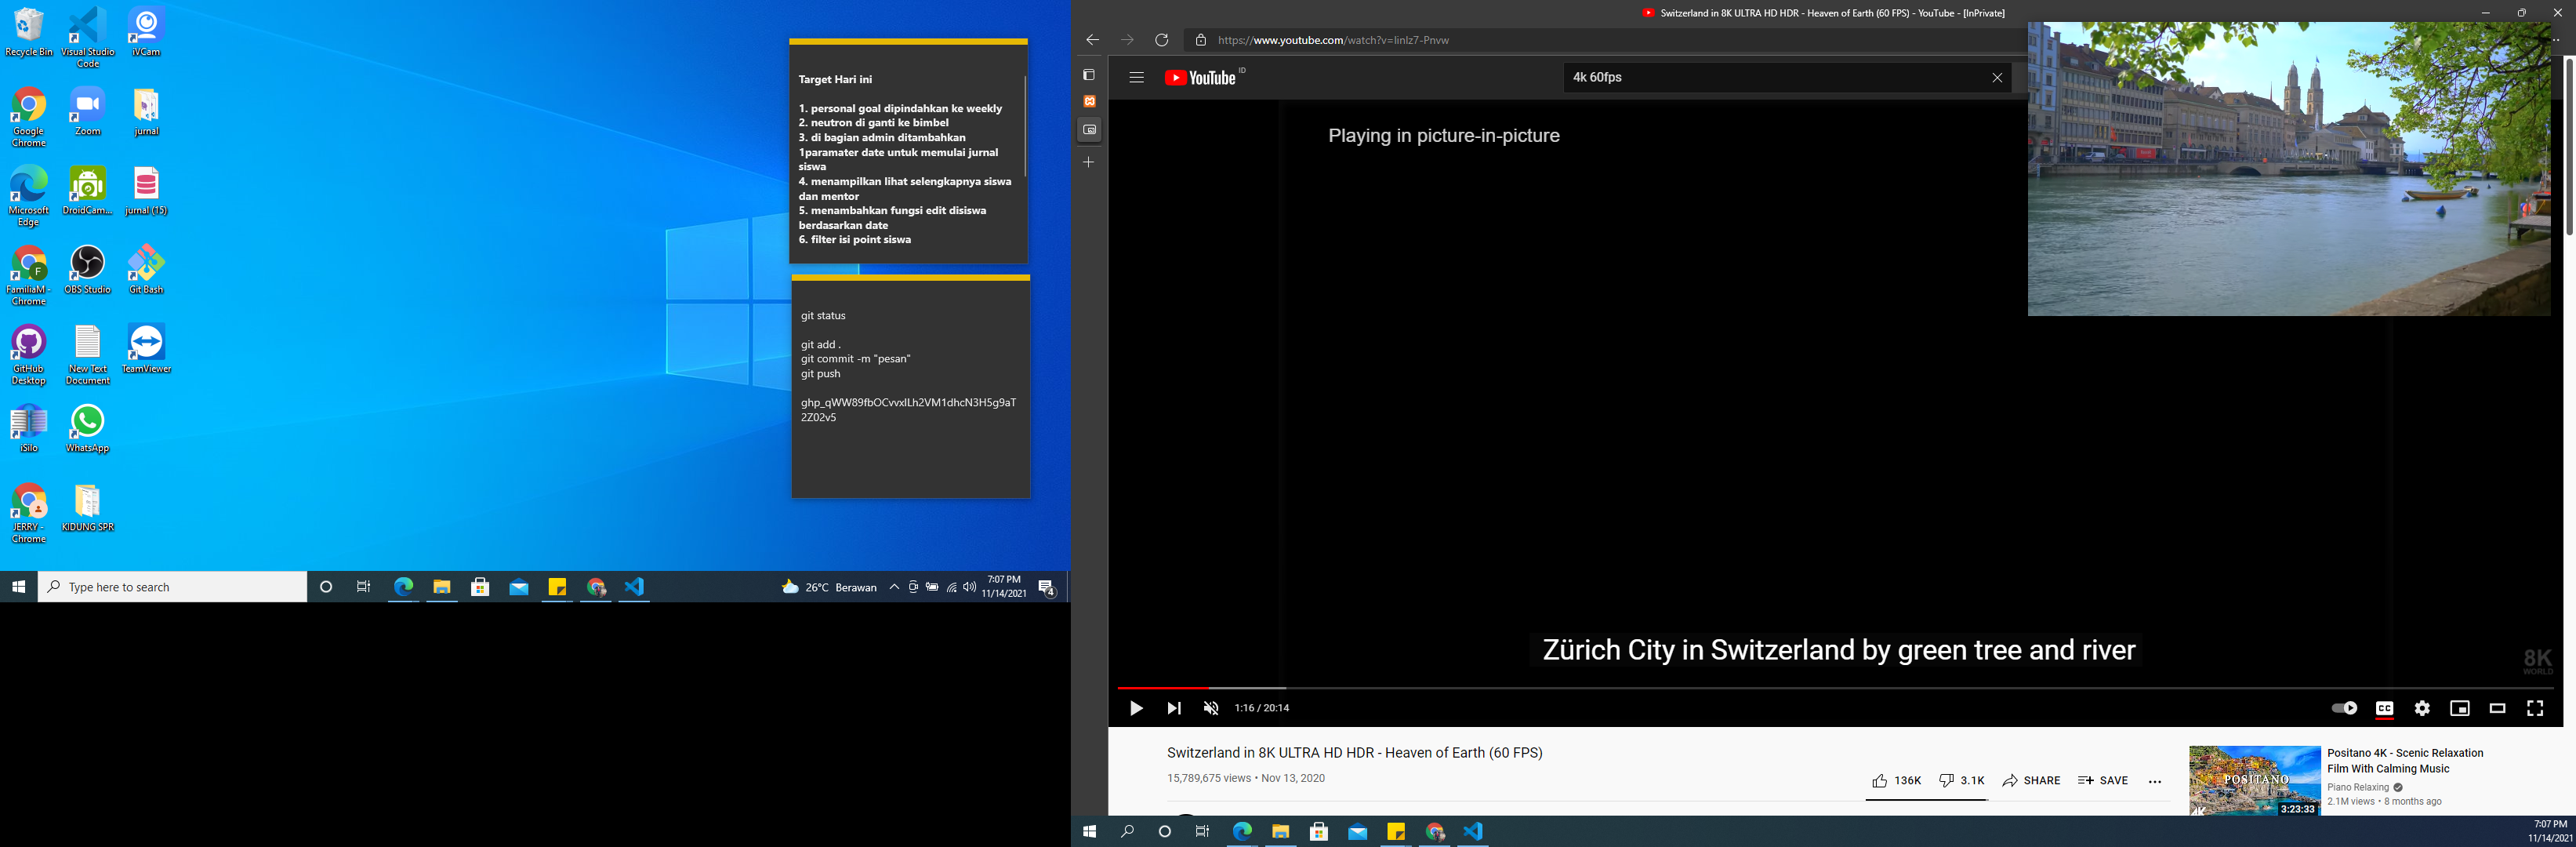 Recycle Bin
Visual Studio Code
iVCam
Google Chrome
Zoom
jurnal
Microsoft Edge
DroidCam...
jurnal (15)
FamiliaM - Chrome
OBS Studio
Git Bash
GitHub Desktop
New Text Document
TeamViewer
iSilo
WhatsApp
JERRY - Chrome
KIDUNG SPR
Target Hari ini
1. personal goal dipindahkan ke weekly
2. neutron di ganti ke bimbel
3. di bagian admin ditambahkan
1paramater date untuk memulai jurnal
siswa
4. menampilkan lihat selengkapnya siswa
dan mentor
5. menambahkan fungsi edit disiswa
berdasarkan date
6. filter isi point siswa
git status
git add .
git commit -m "pesan"
git push
Type here to search
26°C Berawan
7:07 PM
11/14/2021
4
Switzerland in 8K ULTRA HD HDR - Heaven of Earth (60 FPS) - YouTube - [InPrivate]
https://www.youtube.com/watch?v=
YouTube ID
4k 60fps
Playing in picture-in-picture
Zürich City in Switzerland by green tree and river
8K
WORLD
1:16 / 20:14
CC
Switzerland in 8K ULTRA HD HDR - Heaven of Earth (60 FPS)
15,789,675 views • Nov 13, 2020
136K
3.1K
SHARE
SAVE
POSITANO
4K
3:23:33
Positano 4K - Scenic Relaxation
Film With Calming Music
Piano Relaxing
2.1M views • 8 months ago
7:07 PM
11/14/2021